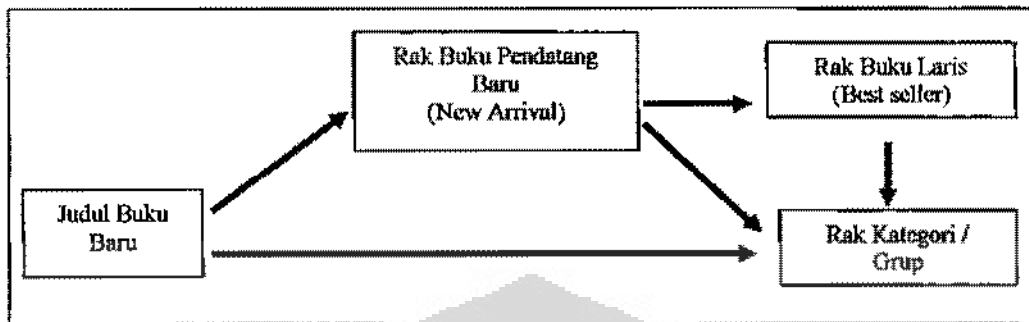 Rak Buku Pendatang
Baru
(New Arrival)
Rak Buku Laris
(Best seller)
Judul Buku
Baru
Rak Kategori /
Grup